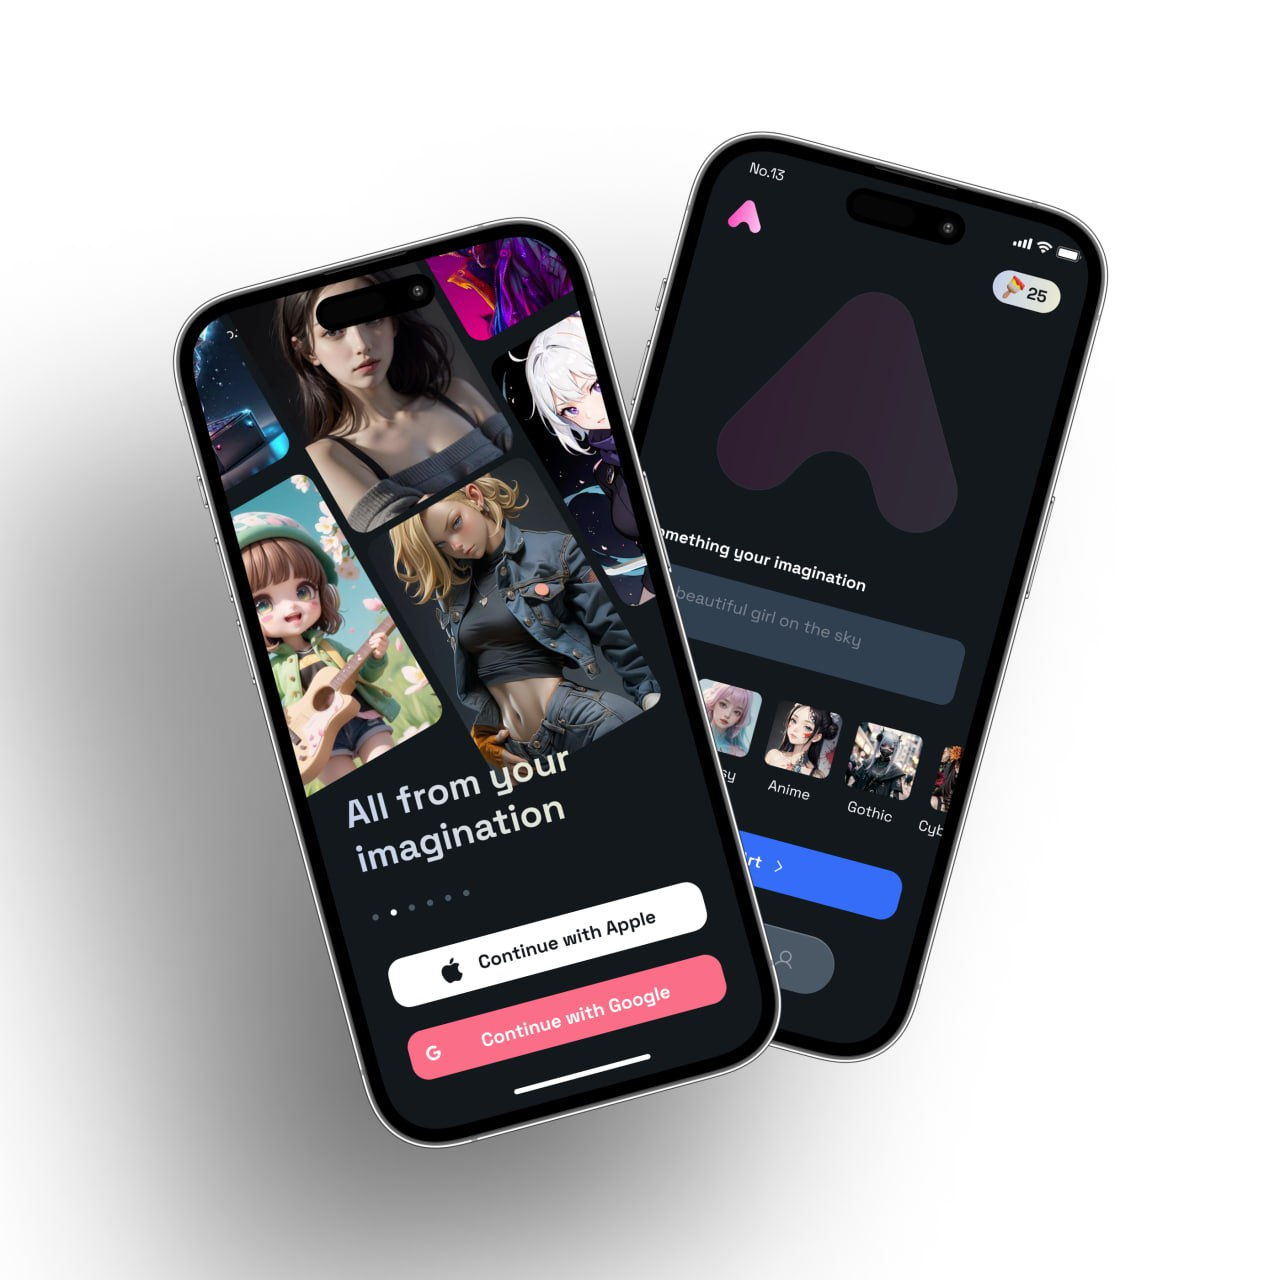 All from your
imagination
Continue with Apple
G Continue with Google
No.13
25
omething your imagination
beautiful girl on the sky
sy
Anime
Gothic
Cyb
rt